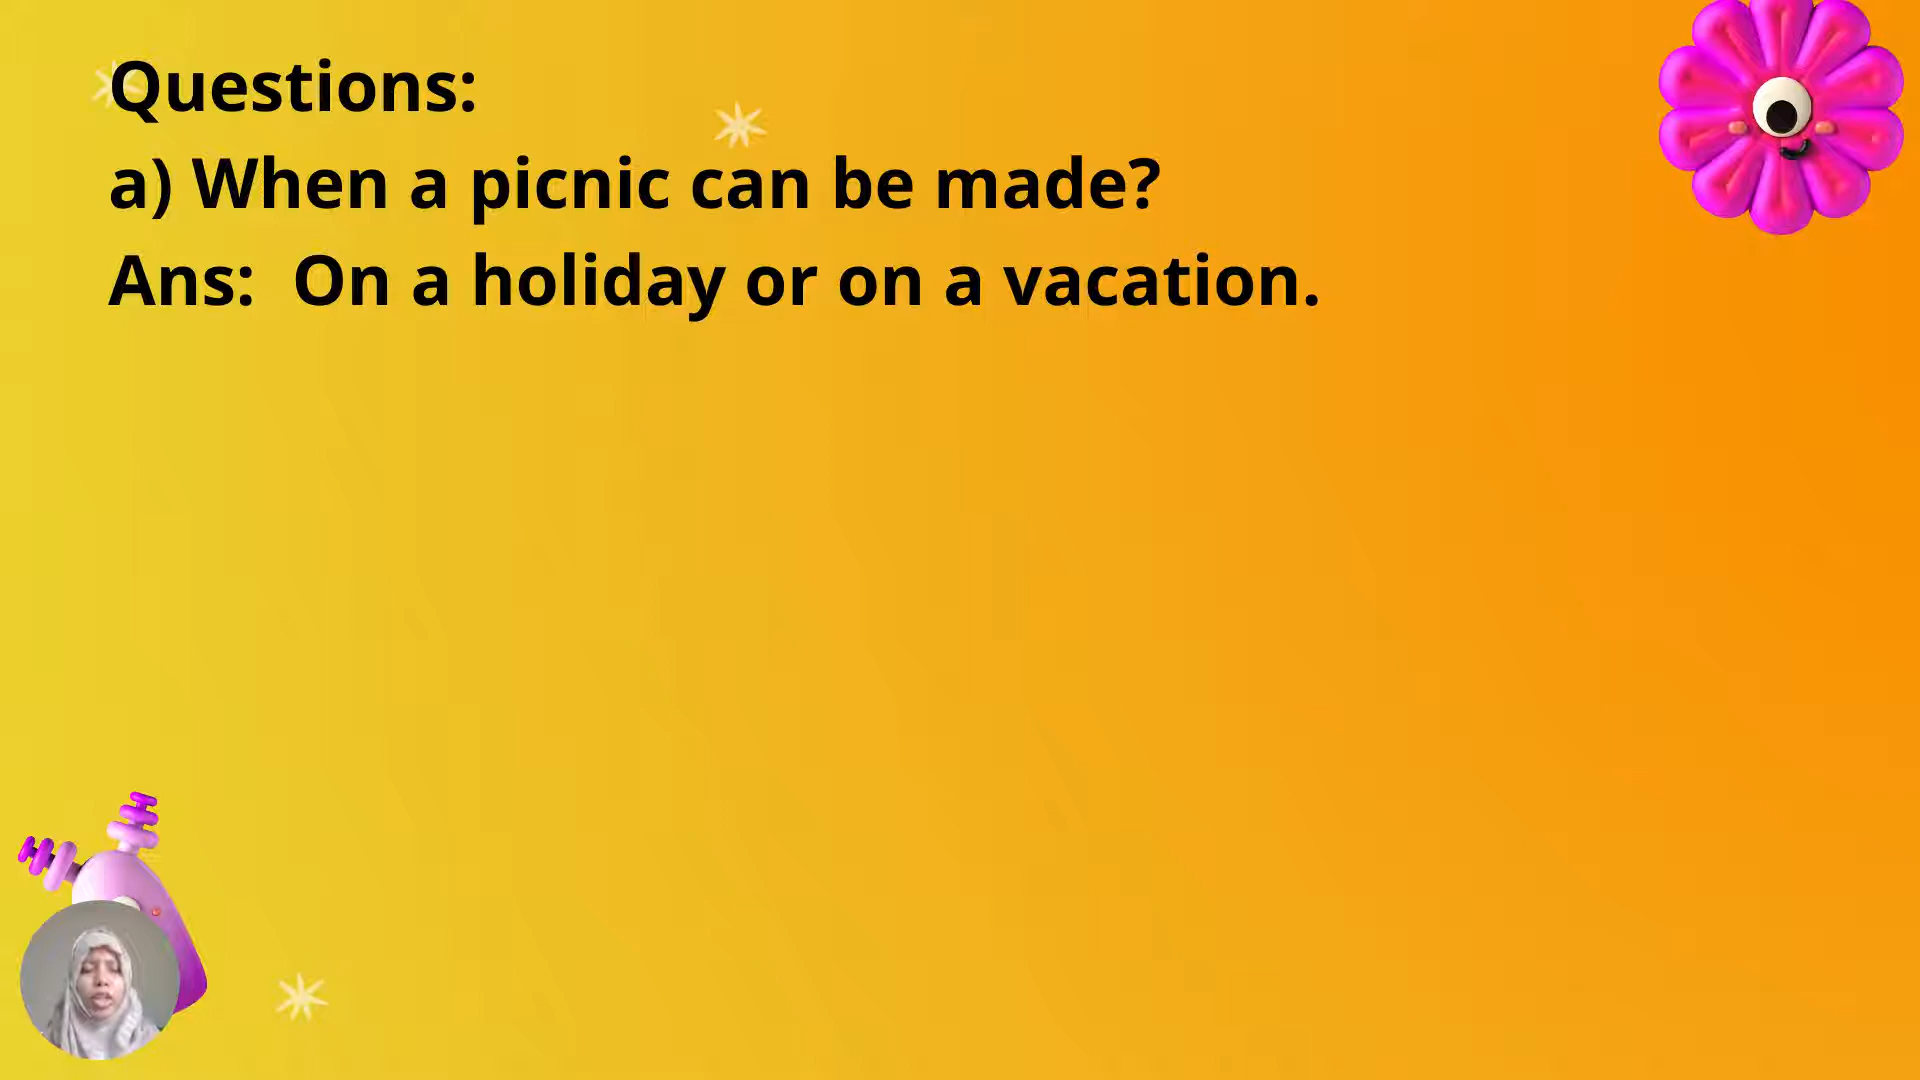 Questions:
a) When a picnic can be made?
Ans: On a holiday or on a vacation.